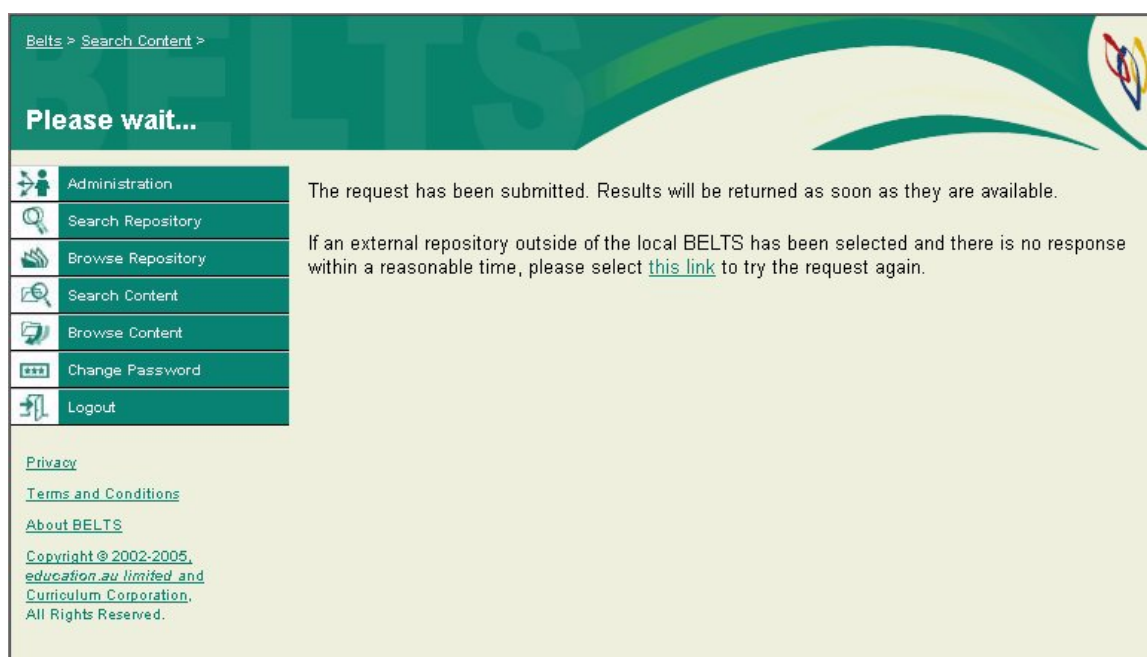 BELTS
Belts > Search Content >
Please wait...
Administration
Search Repository
Browse Repository
Search Content
Browse Content
Change Password
Logout
Privacy
Terms and Conditions
About BELTS
Copyright © 2002-2005,
education.au limited and
Curriculum Corporation,
All Rights Reserved.
The request has been submitted. Results will be returned as soon as they are available.
If an external repository outside of the local BELTS has been selected and there is no response
within a reasonable time, please select this link to try the request again.